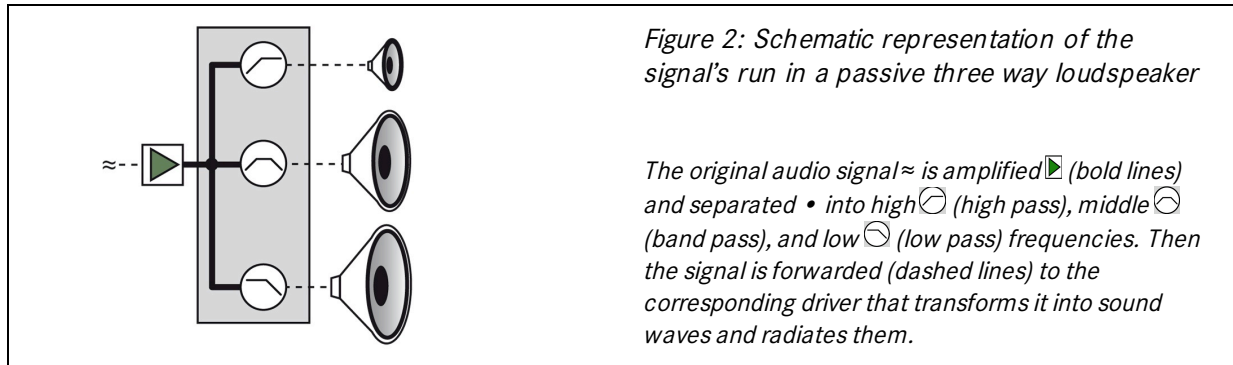 Figure 2: Schematic representation of the
signal's run in a passive three way loudspeaker
≈
The original audio signal ≈ is amplified (bold lines)
and separated • into high (high pass), middle
(band pass), and low (low pass) frequencies. Then
the signal is forwarded (dashed lines) to the
corresponding driver that transforms it into sound
waves and radiates them.